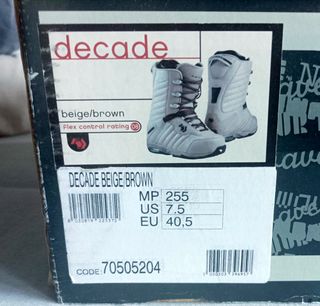 decade
beige/brown
Flex control rating
DECADE BEIGE/BROWN
MP 255
US 7.5
EU 40,5
CODE: 70505204